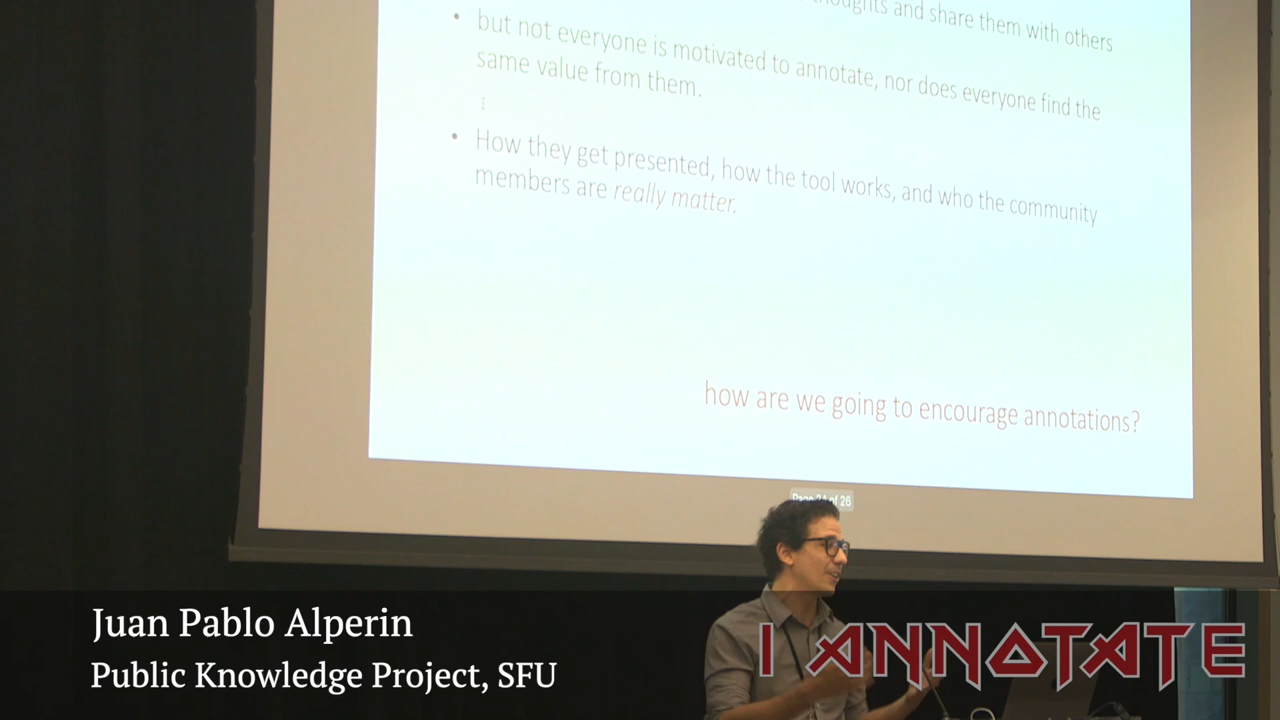 thoughts and share them with others
• but not everyone is motivated to annotate, nor does everyone find the
same value from them.
• How they get presented, how the tool works, and who the community
members are really matter.
how are we going to encourage annotations?
of 26
Juan Pablo Alperin
Public Knowledge Project, SFU
I ANNOTATE